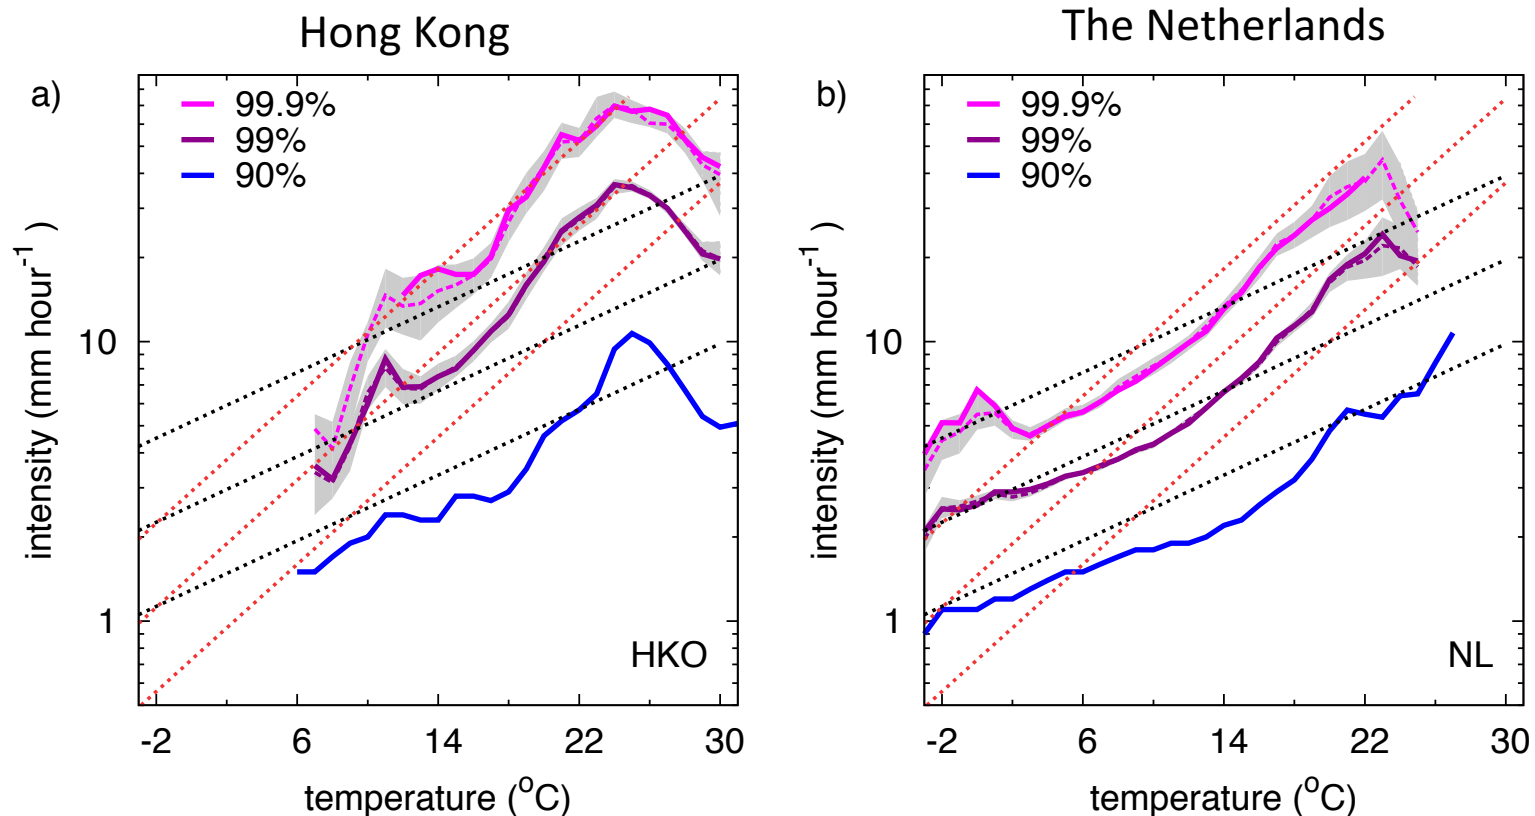 Hong Kong
The Netherlands
a)
99.9%
99%
90%
10
1
intensity (mm hour-1 )
HKO
-2 6 14 22 30
temperature (oC)
b)
99.9%
99%
90%
10
1
intensity (mm hour-1 )
NL
-2 6 14 22 30
temperature (oC)